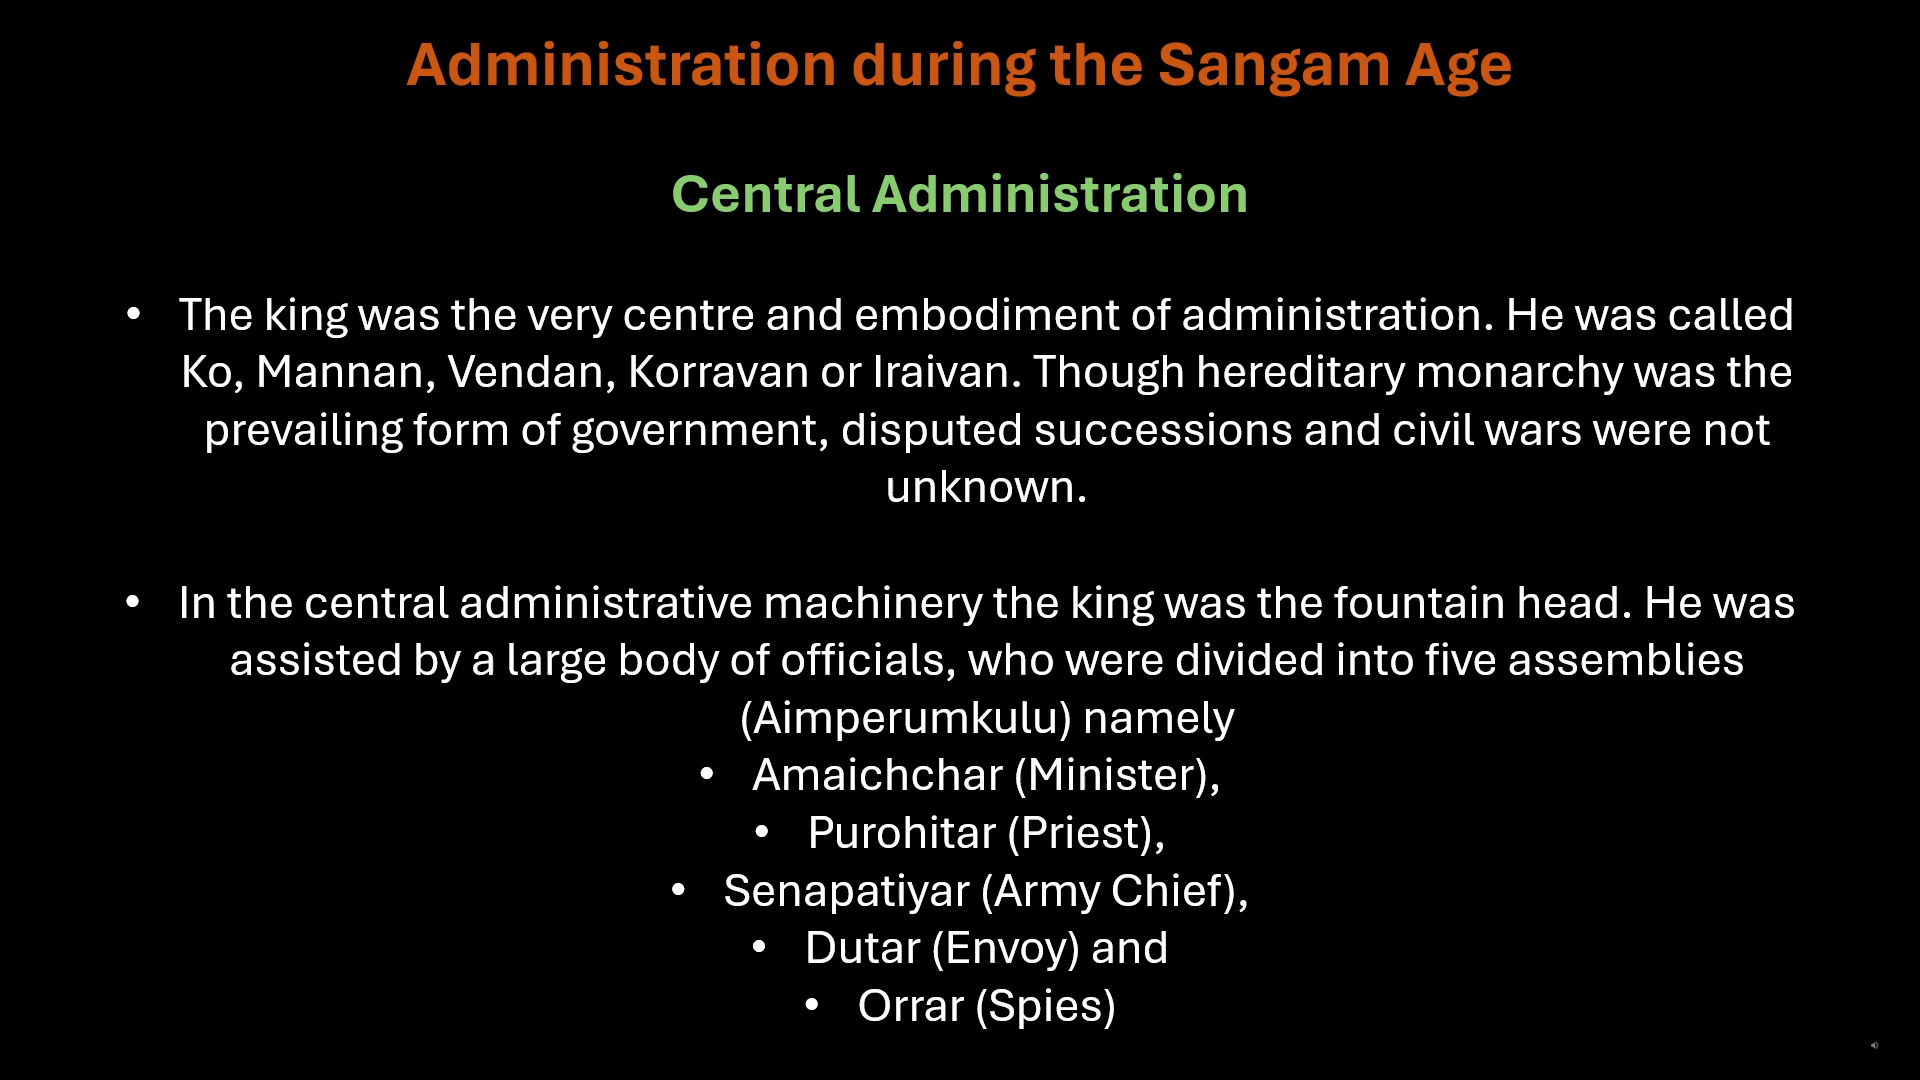 Administration during the Sangam Age
Central Administration
• The king was the very centre and embodiment of administration. He was called
Ko, Mannan, Vendan, Korravan or Iraivan. Though hereditary monarchy was the
prevailing form of government, disputed successions and civil wars were not
unknown.
• In the central administrative machinery the king was the fountain head. He was
assisted by a large body of officials, who were divided into five assemblies
(Aimperumkulu) namely
• Amaichchar (Minister),
• Purohitar (Priest),
• Senapatiyar (Army Chief),
• Dutar (Envoy) and
• Orrar (Spies)